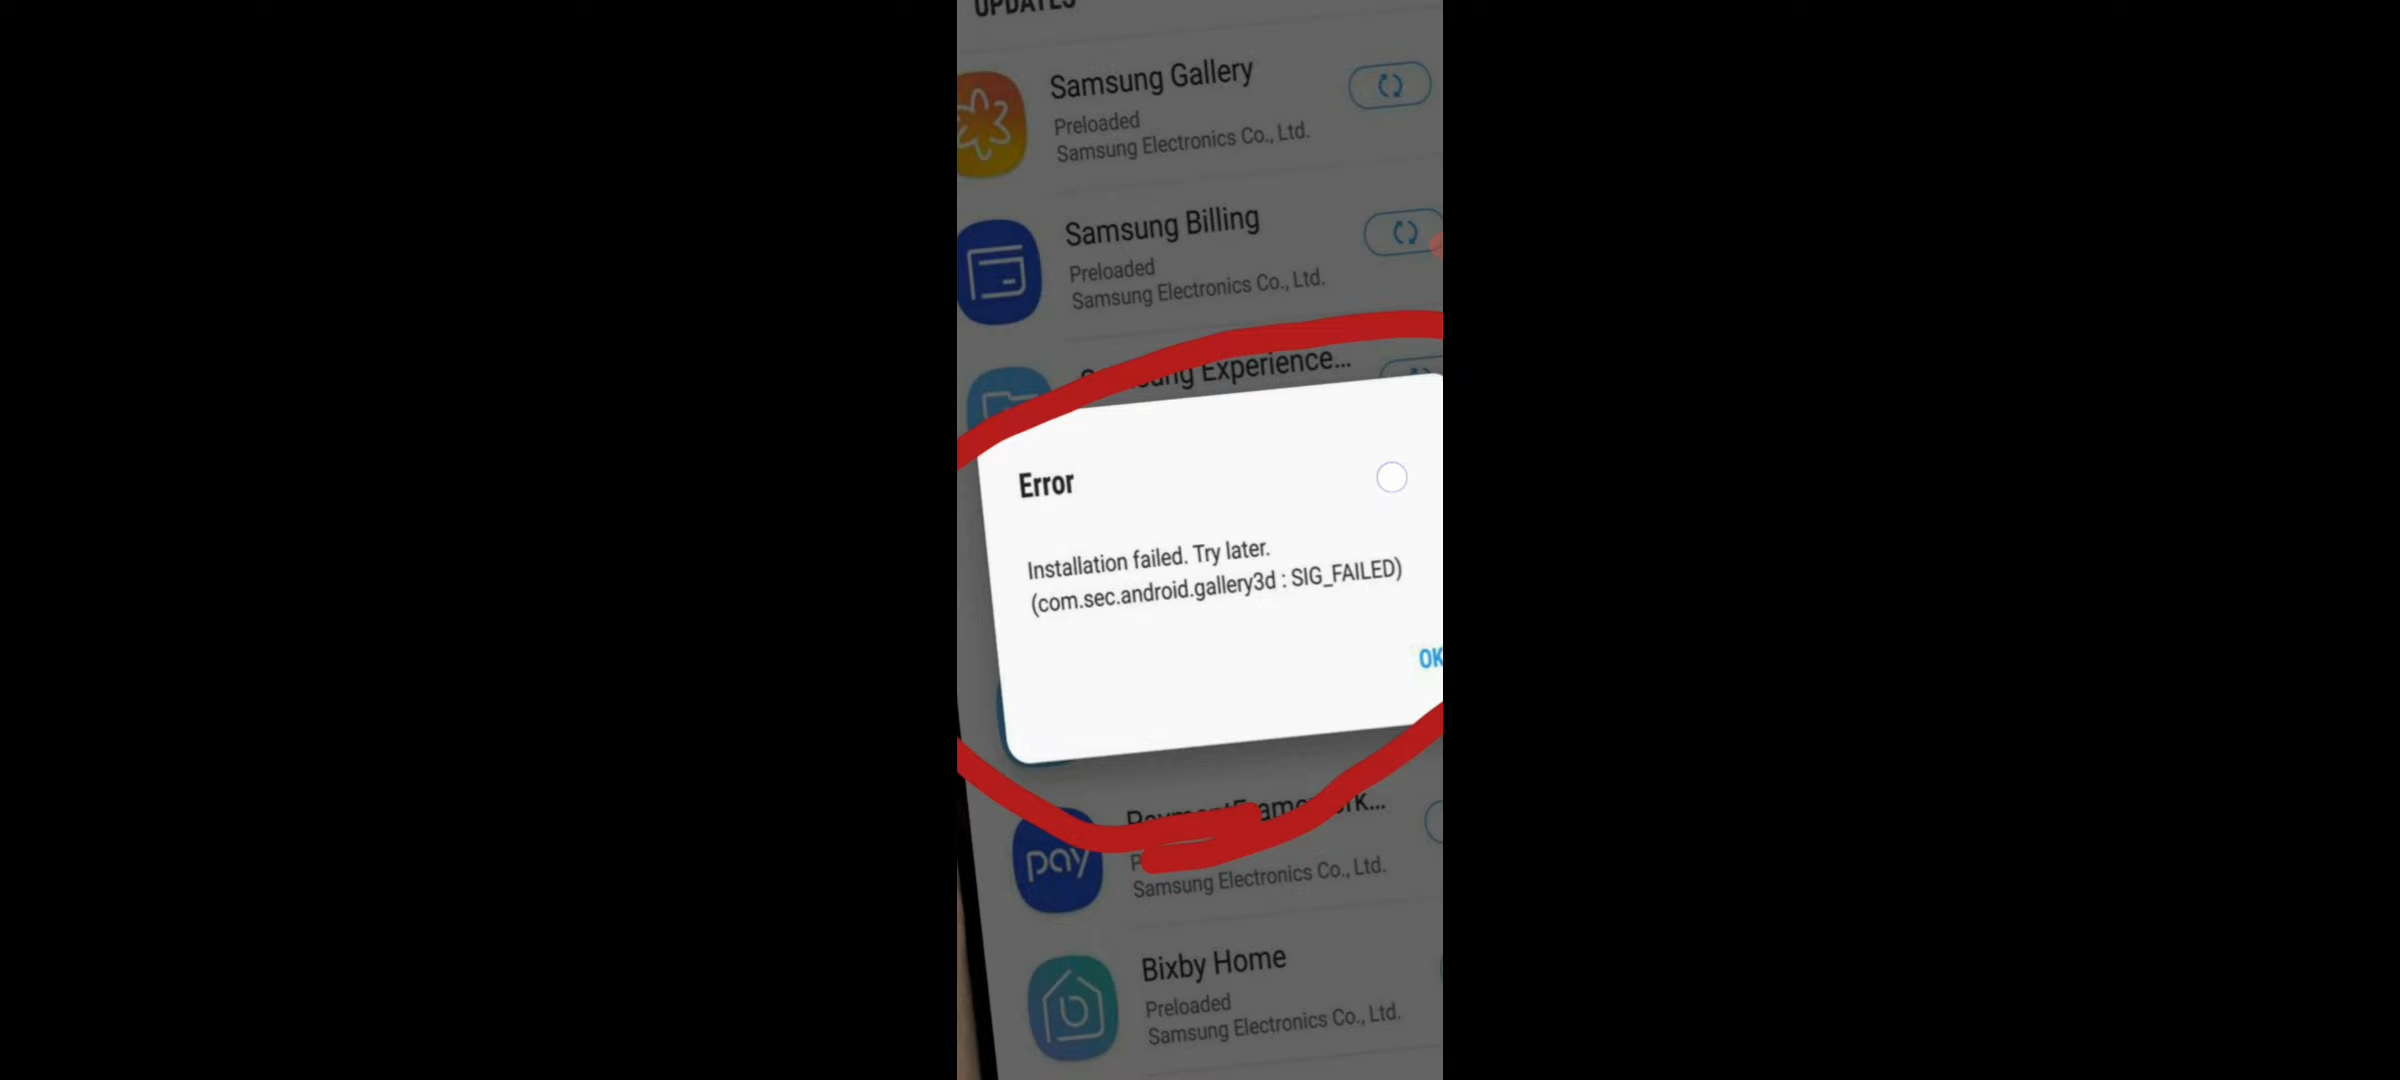 UPDATES
Samsung Gallery
Preloaded
Samsung Electronics Co., Ltd.
Samsung Billing
Preloaded
Samsung Electronics Co., Ltd.
Experience...
Error
Installation failed. Try later.
(com.sec.android.gallery3d : SIG_FAILED)
OK
pay
Samsung Electronics Co., Ltd.
Bixby Home
Preloaded
Samsung Electronics Co., Ltd.